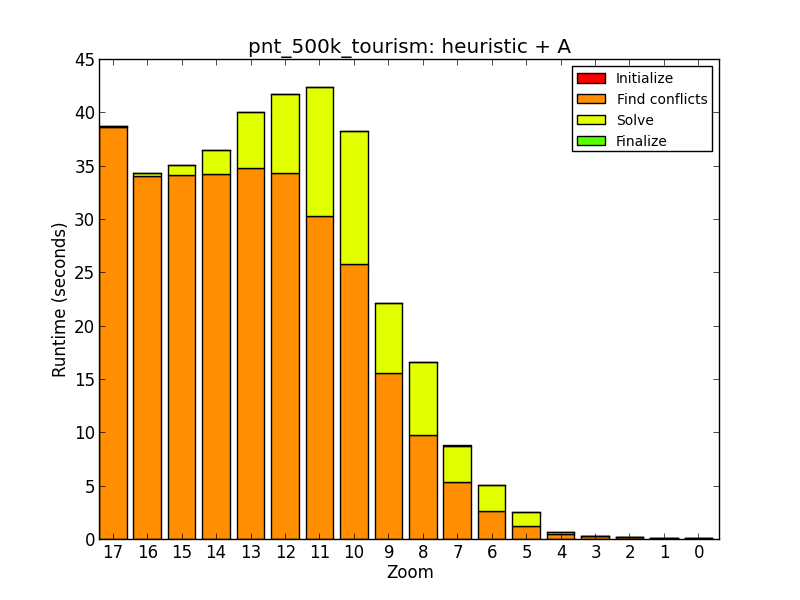 pnt_500k_tourism: heuristic + A
Initialize
Find conflicts
Solve
Finalize
Runtime (seconds)
45
40
35
30
25
20
15
10
5
0
17 16 15 14 13 12 11 10 9 8 7 6 5 4 3 2 1 0
Zoom